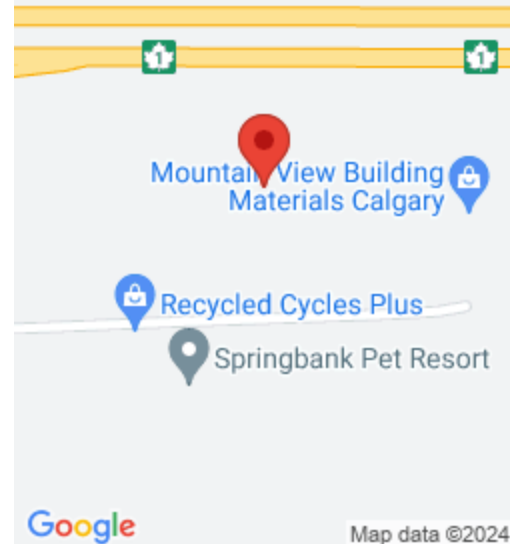 1
1
Mountain View Building
Materials Calgary
Recycled Cycles Plus
Springbank Pet Resort
Google
Map data ©2024